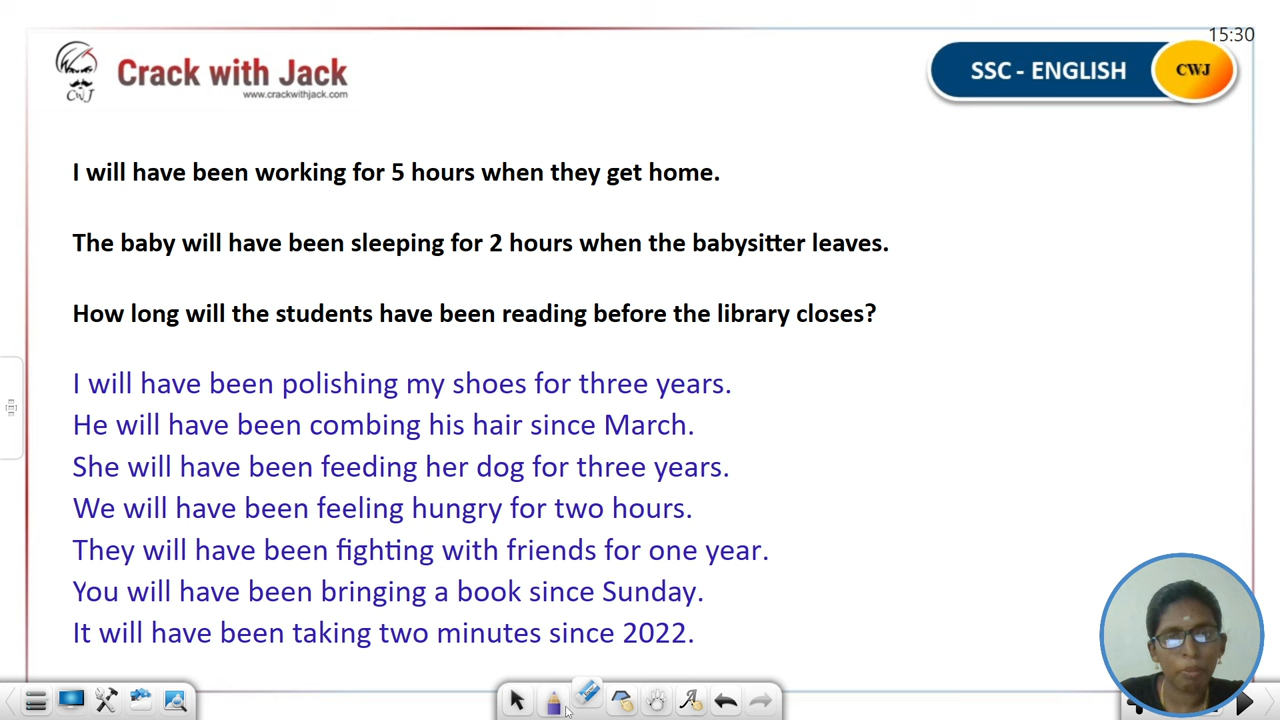 15:30
Crack with Jack
www.crackwithjack.com
CWJ
SSC - ENGLISH
CWJ
I will have been working for 5 hours when they get home.
The baby will have been sleeping for 2 hours when the babysitter leaves.
How long will the students have been reading before the library closes?
I will have been polishing my shoes for three years.
He will have been combing his hair since March.
She will have been feeding her dog for three years.
We will have been feeling hungry for two hours.
They will have been fighting with friends for one year.
You will have been bringing a book since Sunday.
It will have been taking two minutes since 2022.